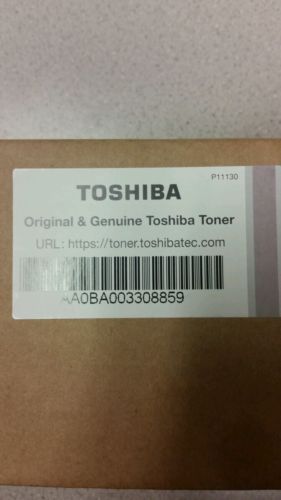 P11130
TOSHIBA
Original & Genuine Toshiba Toner
URL: https://toner.toshibatec.com
AA0BA003308859